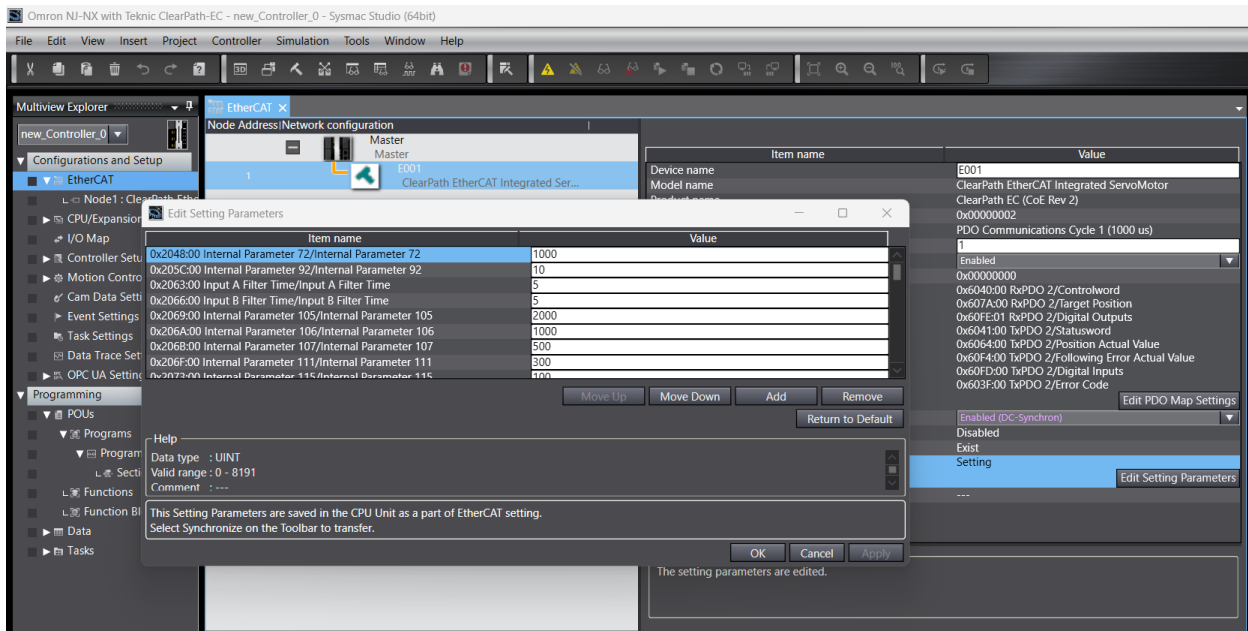 Omron NJ-NX with Teknic ClearPath-EC - new_Controller_0 - Sysmac Studio (64bit)
File Edit View Insert Project Controller Simulation Tools Window Help
Multiview Explorer
new_Controller_0
Configurations and Setup
EtherCAT
Node1 : ClearPath Ethe
CPU/Expansion
I/O Map
Controller Setu
Motion Contro
Cam Data Setti
Event Settings
Task Settings
Data Trace Sett
OPC UA Setting
Programming
POUs
Programs
Program
Secti
Functions
Function Bl
Data
Tasks
EtherCAT
Node Address Network configuration
Master
Master
1
E001
ClearPath EtherCAT Integrated Ser...
Item name Value
Device name E001
Model name ClearPath EtherCAT Integrated ServoMotor
Product name ClearPath EC (CoE Rev 2)
0x00000002
PDO Communications Cycle 1 (1000 us)
1
Enabled
0x00000000
0x6040:00 RxPDO 2/Controlword
0x607A:00 RxPDO 2/Target Position
0x60FE:01 RxPDO 2/Digital Outputs
0x6041:00 TxPDO 2/Statusword
0x6064:00 TxPDO 2/Position Actual Value
0x60F4:00 TxPDO 2/Following Error Actual Value
0x60FD:00 TxPDO 2/Digital Inputs
0x603F:00 TxPDO 2/Error Code
Edit PDO Map Settings
Enabled (DC-Synchron)
Disabled
Exist
Setting
Edit Setting Parameters
---
The setting parameters are edited.
Edit Setting Parameters
Item name Value
0x2048:00 Internal Parameter 72/Internal Parameter 72 1000
0x205C:00 Internal Parameter 92/Internal Parameter 92 10
0x2063:00 Input A Filter Time/Input A Filter Time 5
0x2066:00 Input B Filter Time/Input B Filter Time 5
0x2069:00 Internal Parameter 105/Internal Parameter 105 2000
0x206A:00 Internal Parameter 106/Internal Parameter 106 1000
0x206B:00 Internal Parameter 107/Internal Parameter 107 500
0x206F:00 Internal Parameter 111/Internal Parameter 111 300
0x2073:00 Internal Parameter 115/Internal Parameter 115 100
Move Up Move Down Add Remove
Return to Default
Help
Data type : UINT
Valid range : 0 - 8191
Comment : ---
This Setting Parameters are saved in the CPU Unit as a part of EtherCAT setting.
Select Synchronize on the Toolbar to transfer.
OK Cancel Apply